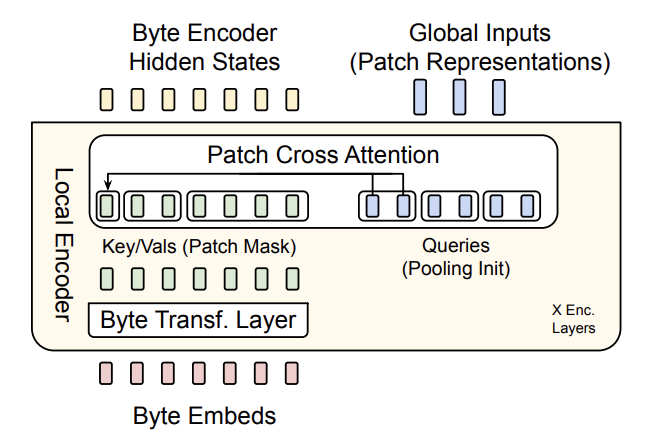 Byte Encoder
Hidden States
Global Inputs
(Patch Representations)
Local Encoder
Patch Cross Attention
Key/Vals (Patch Mask)
Queries
(Pooling Init)
Byte Transf. Layer
X Enc.
Layers
Byte Embeds